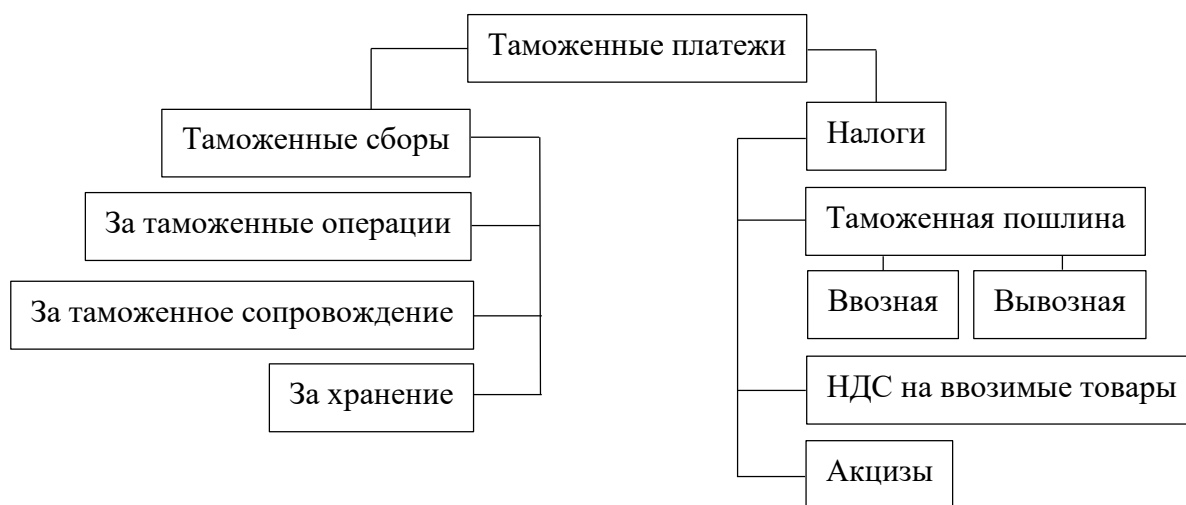 Таможенные платежи
Таможенные сборы
За таможенные операции
За таможенное сопровождение
За хранение
Налоги
Таможенная пошлина
Ввозная
Вывозная
НДС на ввозимые товары
Акцизы